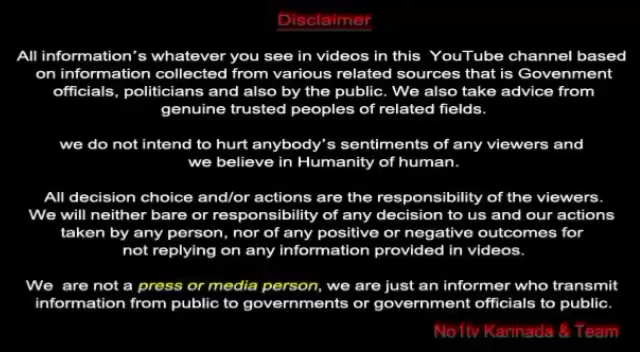 Disclaimer
All information's whatever you see in videos in this YouTube channel based
on information collected from various related sources that is Govenment
officials, politicians and also by the public. We also take advice from
genuine trusted peoples of related fields.
we do not intend to hurt anybody's sentiments of any viewers and
we believe in Humanity of human.
All decision choice and/or actions are the responsibility of the viewers.
We will neither bare or responsibility of any decision to us and our actions
taken by any person, nor of any positive or negative outcomes for
not replying on any information provided in videos.
We are not a press or media person, we are just an informer who transmit
information from public to governments or government officials to public.
No1tv Kannada & Team